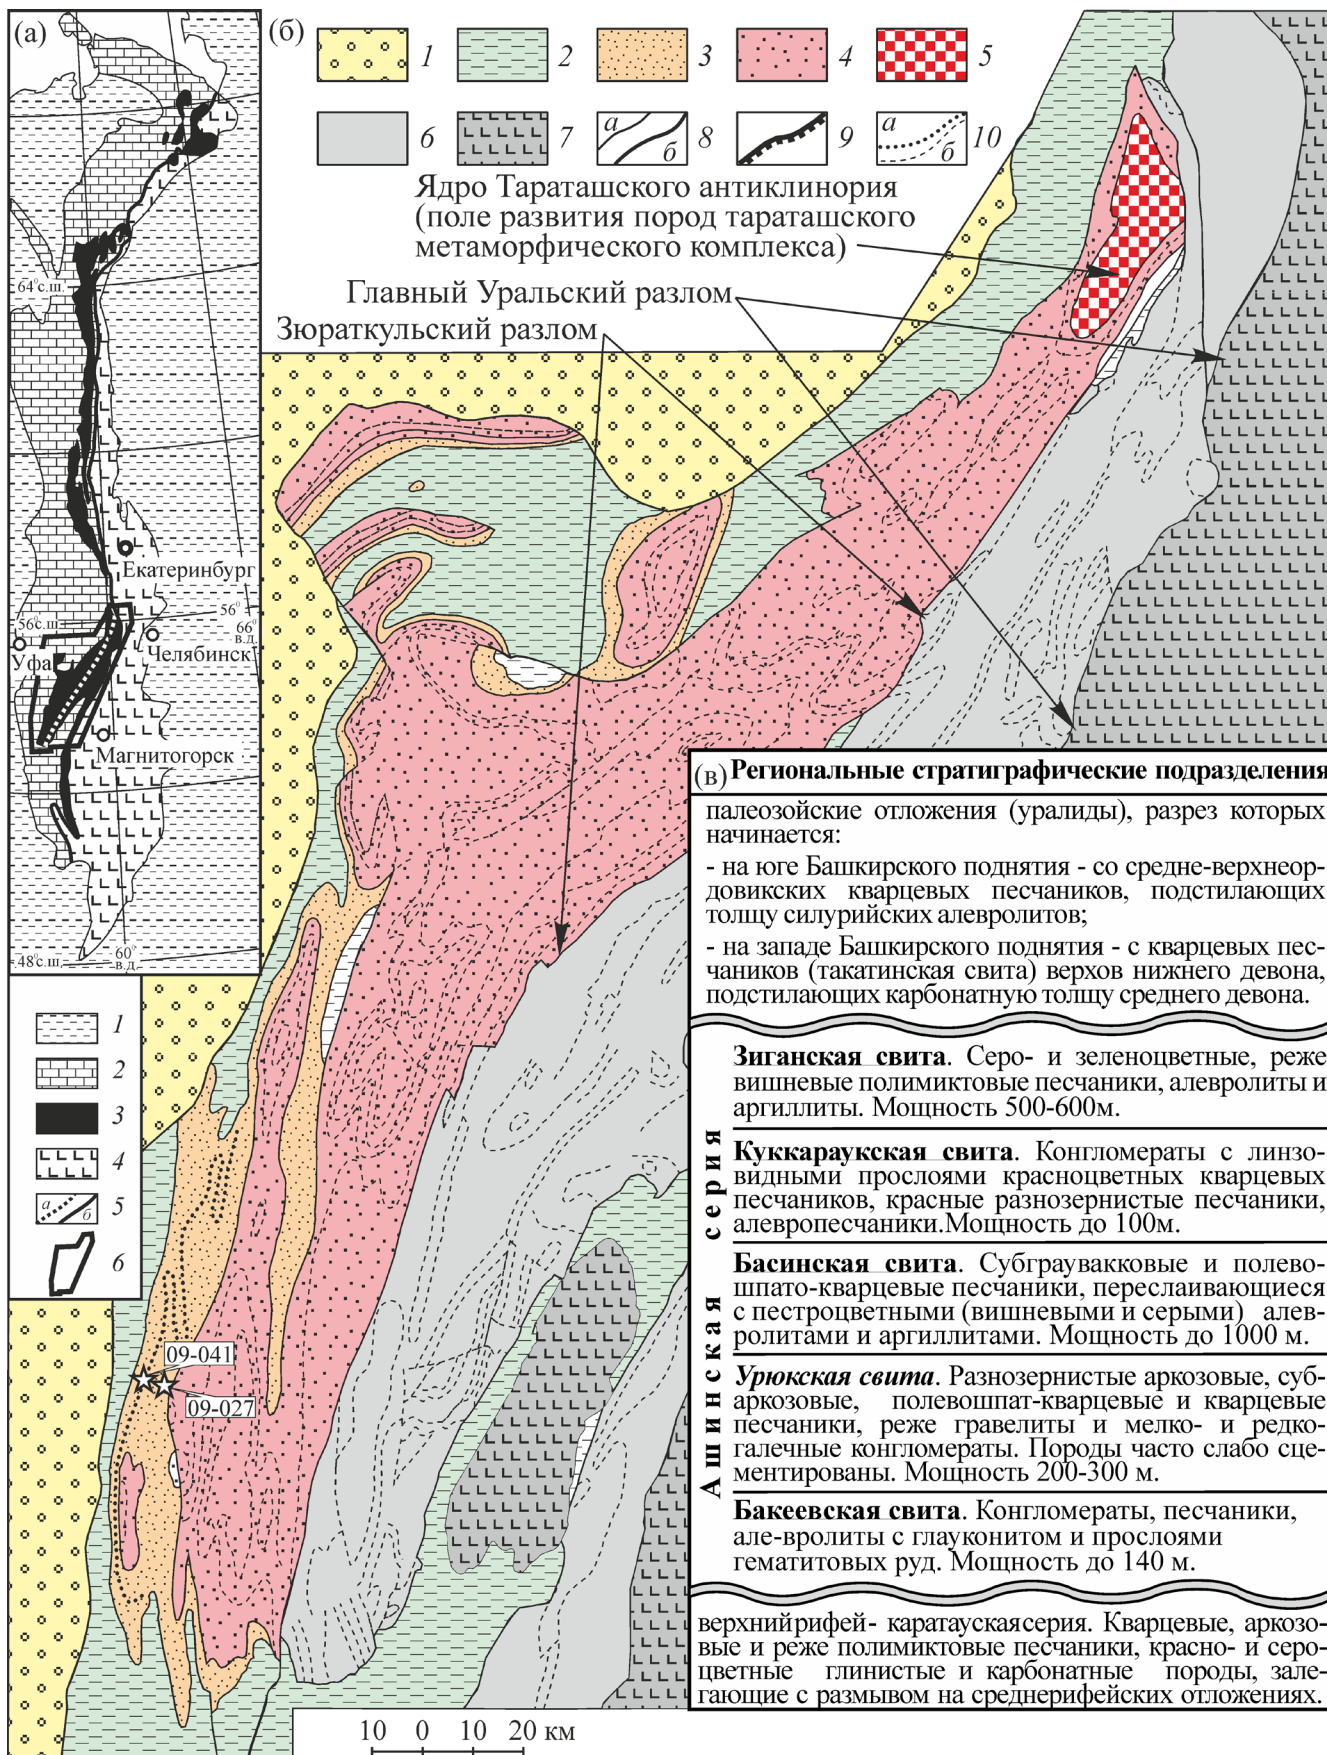 (а)
64°с.ш.
Екатеринбург
56°
56°с.ш.
66°
в.д.
Уфа
Челябинск
Магнитогорск
48°с.ш.
60°
в.д.
1
2
3
4
а
б
5
6
(б)
1
2
3
4
5
6
7
а
б
8
9
а
б
10
Ядро Тараташского антиклинория
(поле развития пород тараташского
метаморфического комплекса)
Главный Уральский разлом
Зюраткульский разлом
09-041
09-027
10 0 10 20 км
(в) Региональные стратиграфические подразделения
палеозойские отложения (уралиды), разрез которых
начинается:
- на юге Башкирского поднятия - со средне-верхнеор-
довикских кварцевых песчаников, подстилающих
толщу силурийских алевролитов;
- на западе Башкирского поднятия - с кварцевых пес-
чаников (такатинская свита) верхов нижнего девона,
подстилающих карбонатную толщу среднего девона.
Ашинская серия
Зиганская свита. Серо- и зеленоцветные, реже
вишневые полимиктовые песчаники, алевролиты и
аргиллиты. Мощность 500-600м.
Куккараукская свита. Конгломераты с линзо-
видными прослоями красноцветных кварцевых
песчаников, красные разнозернистые песчаники,
алевропесчаники.Мощность до 100м.
Басинская свита. Субграувакковые и полево-
шпато-кварцевые песчаники, переслаивающиеся
с пестроцветными (вишневыми и серыми) алев-
ролитами и аргиллитами. Мощность до 1000 м.
Урюкская свита. Разнозернистые аркозовые, суб-
аркозовые, полевошпат-кварцевые и кварцевые
песчаники, реже гравелиты и мелко- и редко-
галечные конгломераты. Породы часто слабо сце-
ментированы. Мощность 200-300 м.
Бакеевская свита. Конгломераты, песчаники,
але-вролиты с глауконитом и прослоями
гематитовых руд. Мощность до 140 м.
верхний рифей- каратауская серия. Кварцевые, аркозо-
вые и реже полимиктовые песчаники, красно- и серо-
цветные глинистые и карбонатные породы, зале-
гающие с размывом на среднерифейских отложениях.